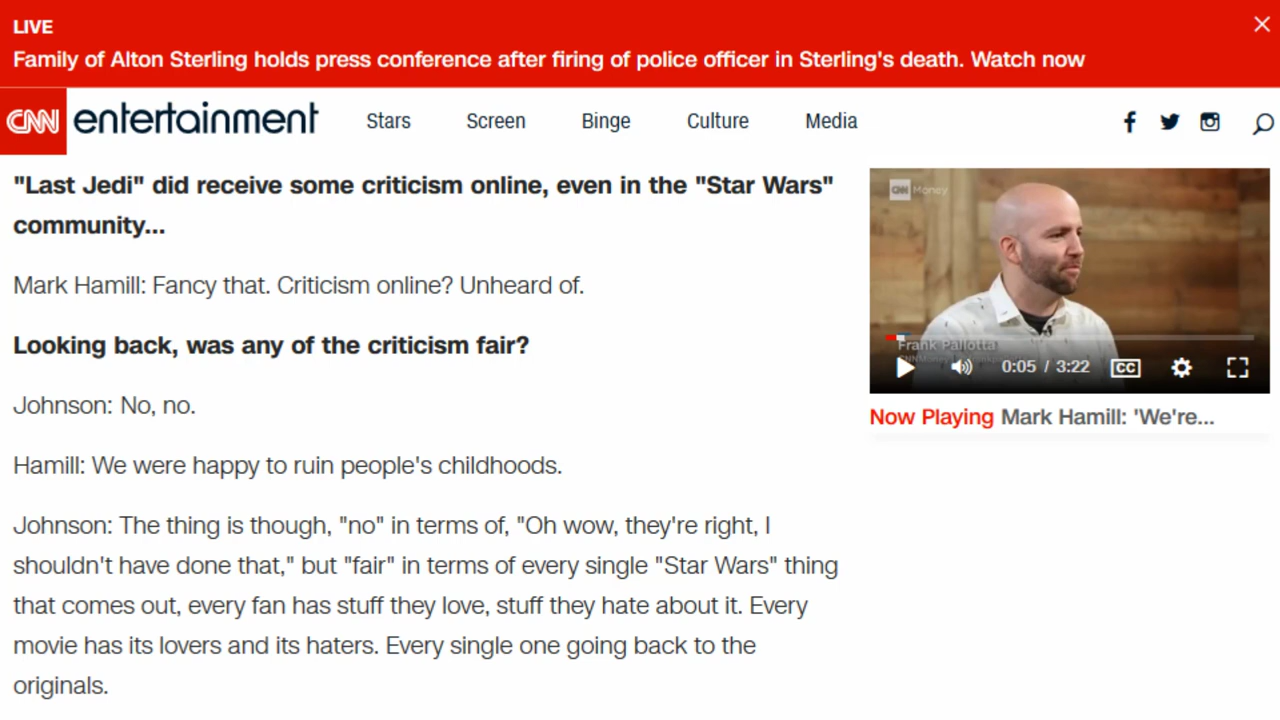 LIVE
Family of Alton Sterling holds press conference after firing of police officer in Sterling's death. Watch now
CNN entertainment Stars Screen Binge Culture Media
"Last Jedi" did receive some criticism online, even in the "Star Wars"
community...
Mark Hamill: Fancy that. Criticism online? Unheard of.
Looking back, was any of the criticism fair?
Johnson: No, no.
Hamill: We were happy to ruin people's childhoods.
Johnson: The thing is though, "no" in terms of, "Oh wow, they're right, I
shouldn't have done that," but "fair" in terms of every single "Star Wars" thing
that comes out, every fan has stuff they love, stuff they hate about it. Every
movie has its lovers and its haters. Every single one going back to the
originals.
CNN Money
Frank Pallotta
0:05 / 3:22 CC
Now Playing Mark Hamill: 'We're...